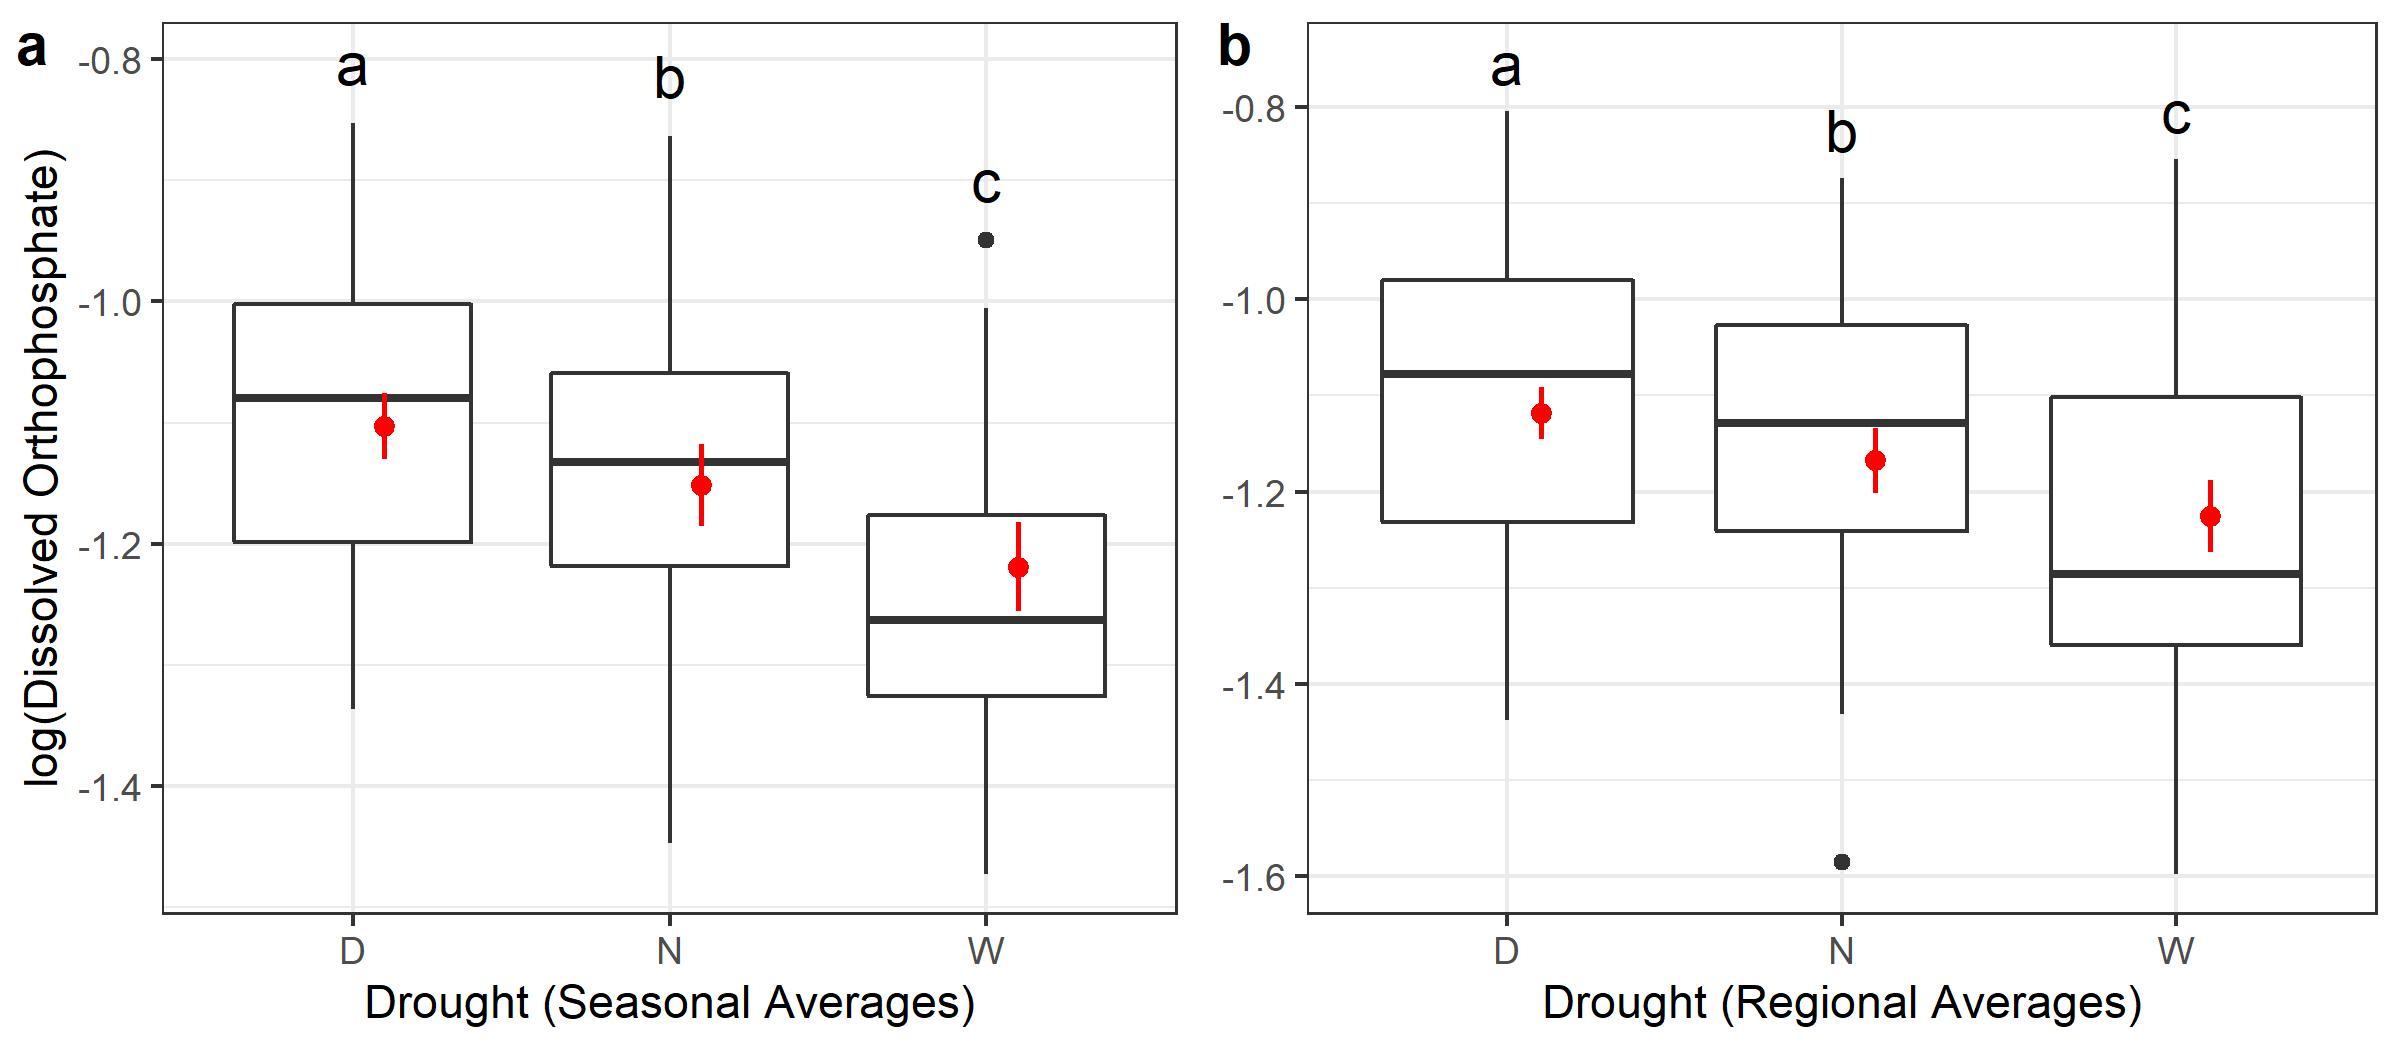 a
log(Dissolved Orthophosphate)
-0.8
-1.0
-1.2
-1.4
a
b
c
D
N
W
Drought (Seasonal Averages)
b
-0.8
-1.0
-1.2
-1.4
-1.6
a
b
c
D
N
W
Drought (Regional Averages)